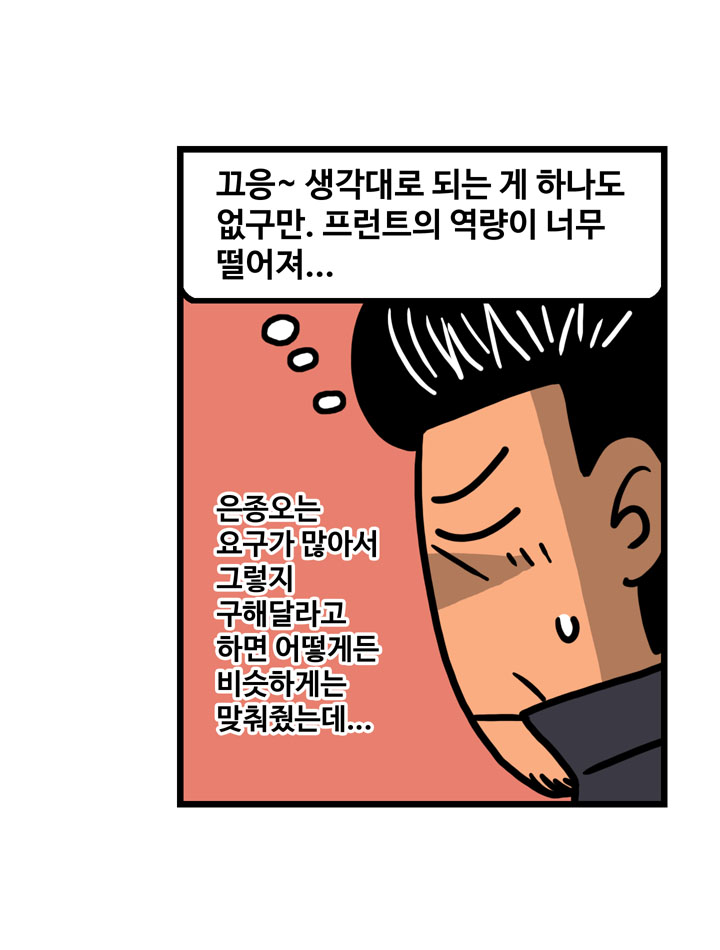 끄응~ 생각대로 되는 게 하나도
없구만. 프런트의 역량이 너무
떨어져...
은종오는
요구가 많아서
그렇지
구해달라고
하면 어떻게든
비슷하게는
맞춰줬는데...